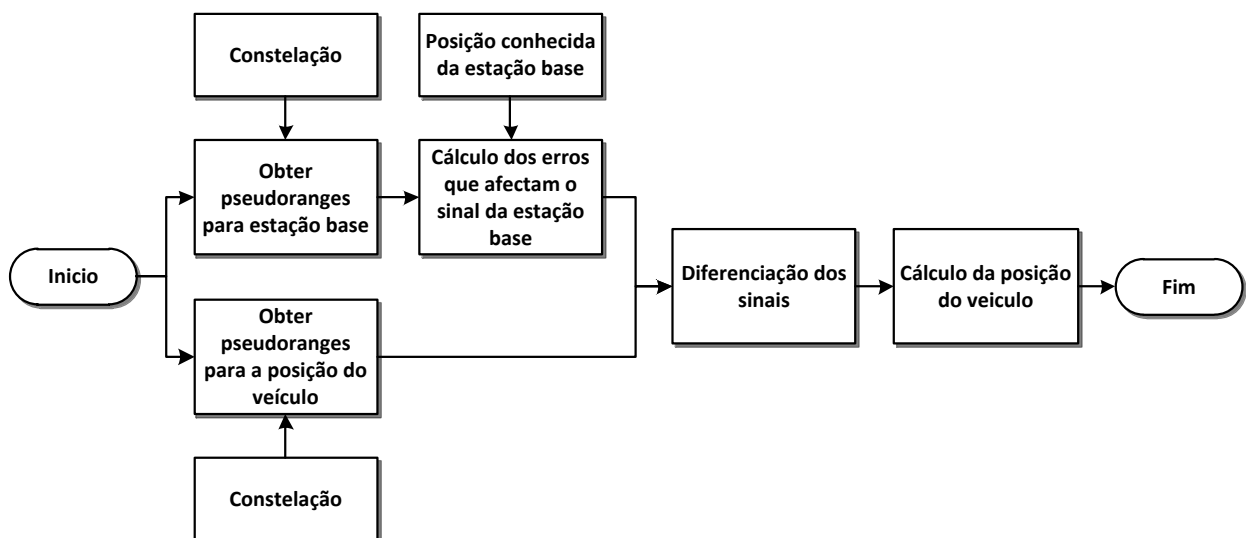 Constelação
Posição conhecida
da estação base
Obter
pseudoranges
para estação base
Cálculo dos erros
que afectam o
sinal da estação
base
Inicio
Diferenciação dos
sinais
Cálculo da posição
do veiculo
Fim
Obter
pseudoranges
para a posição do
veículo
Constelação